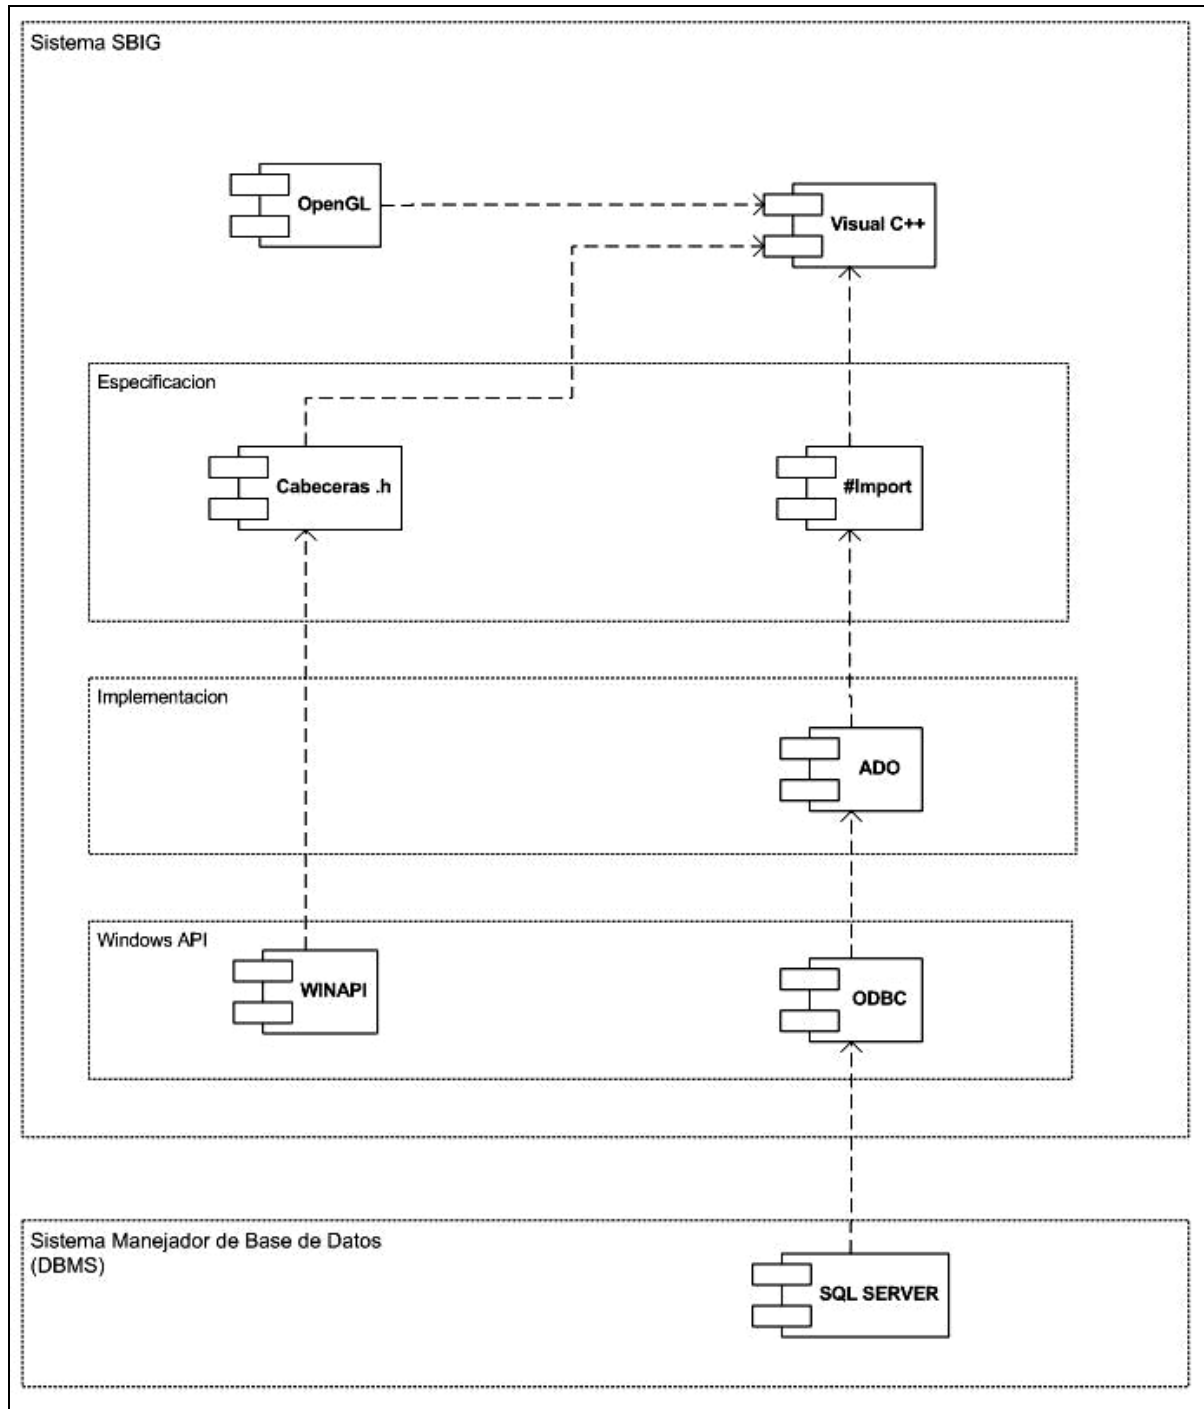 Sistema SBIG
OpenGL
Visual C++
Especificacion
Cabeceras .h
#Import
Implementacion
ADO
Windows API
WINAPI
ODBC
Sistema Manejador de Base de Datos
(DBMS)
SQL SERVER